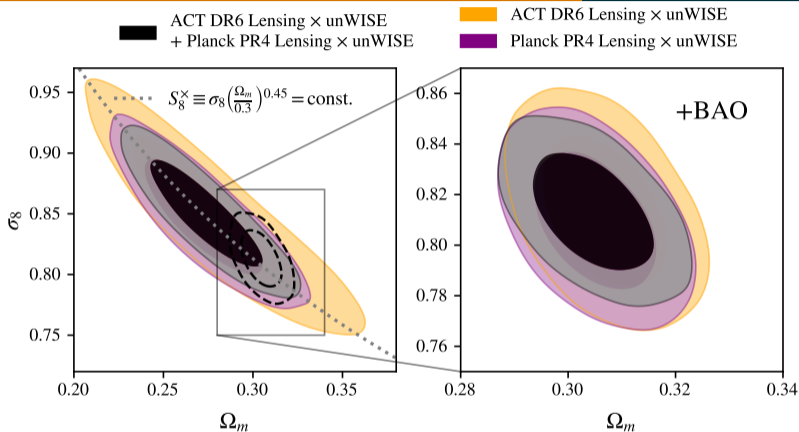 ACT DR6 Lensing × unWISE
+ Planck PR4 Lensing × unWISE
ACT DR6 Lensing × unWISE
Planck PR4 Lensing × unWISE
S₈^× ≡ σ₈(Ωₘ/0.3)^0.45 = const.
+BAO
0.95
0.90
0.85
0.80
0.75
σ₈
0.20
0.25
0.30
0.35
Ωₘ
0.86
0.84
0.82
0.80
0.78
0.76
0.28
0.30
0.32
0.34
Ωₘ